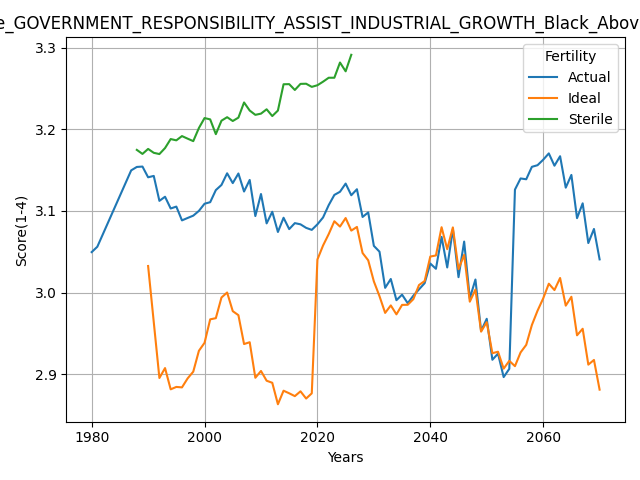 e_GOVERNMENT_RESPONSIBILITY_ASSIST_INDUSTRIAL_GROWTH_Black_Abov
Fertility
Actual
Ideal
Sterile
Score(1-4)
3.3
3.2
3.1
3.0
2.9
1980 2000 2020 2040 2060
Years